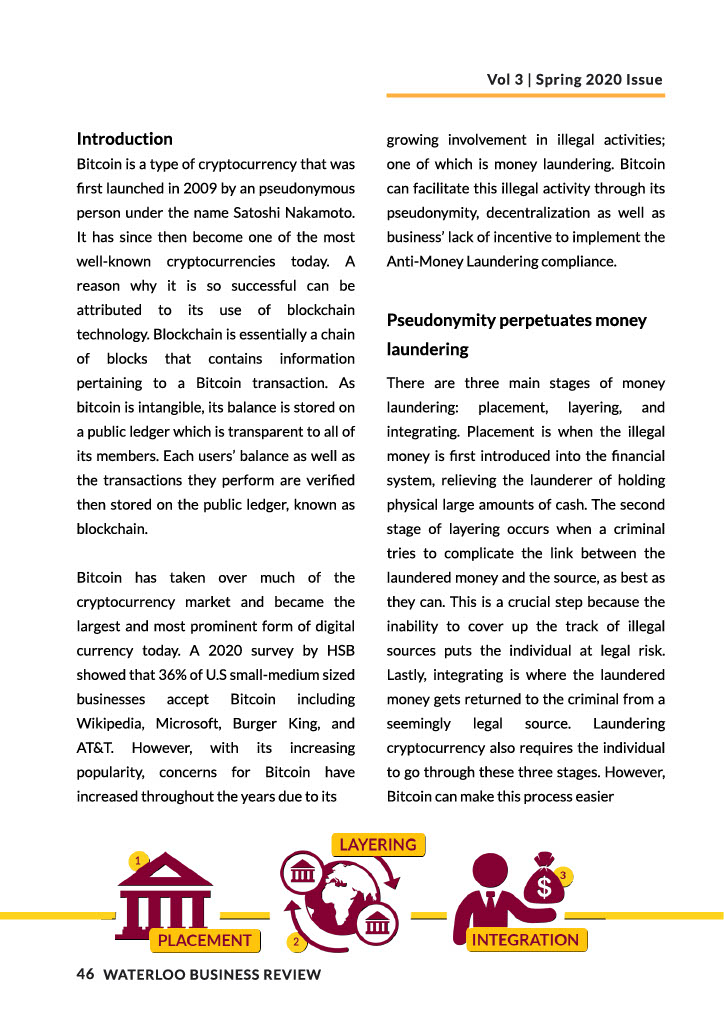 Vol 3 | Spring 2020 Issue
Introduction
Bitcoin is a type of cryptocurrency that was
first launched in 2009 by an pseudonymous
person under the name Satoshi Nakamoto.
It has since then become one of the most
well-known cryptocurrencies today. A
reason why it is so successful can be
attributed to its use of blockchain
technology. Blockchain is essentially a chain
of blocks that contains information
pertaining to a Bitcoin transaction. As
bitcoin is intangible, its balance is stored on
a public ledger which is transparent to all of
its members. Each users’ balance as well as
the transactions they perform are verified
then stored on the public ledger, known as
blockchain.
Bitcoin has taken over much of the
cryptocurrency market and became the
largest and most prominent form of digital
currency today. A 2020 survey by HSB
showed that 36% of U.S small-medium sized
businesses accept Bitcoin including
Wikipedia, Microsoft, Burger King, and
AT&T. However, with its increasing
popularity, concerns for Bitcoin have
increased throughout the years due to its
growing involvement in illegal activities;
one of which is money laundering. Bitcoin
can facilitate this illegal activity through its
pseudonymity, decentralization as well as
business’ lack of incentive to implement the
Anti-Money Laundering compliance.
Pseudonymity perpetuates money
laundering
There are three main stages of money
laundering: placement, layering, and
integrating. Placement is when the illegal
money is first introduced into the financial
system, relieving the launderer of holding
physical large amounts of cash. The second
stage of layering occurs when a criminal
tries to complicate the link between the
laundered money and the source, as best as
they can. This is a crucial step because the
inability to cover up the track of illegal
sources puts the individual at legal risk.
Lastly, integrating is where the laundered
money gets returned to the criminal from a
seemingly legal source. Laundering
cryptocurrency also requires the individual
to go through these three stages. However,
Bitcoin can make this process easier
1
PLACEMENT
LAYERING
2
$
3
INTEGRATION
46 WATERLOO BUSINESS REVIEW